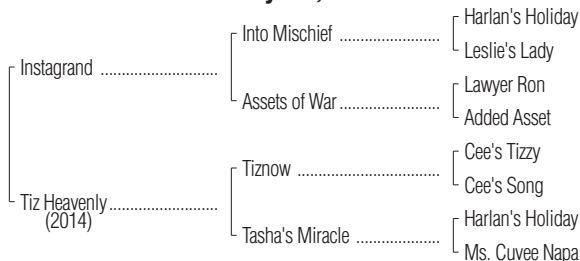 Harlan's Holiday
Into Mischief ....................
Leslie's Lady
Instagrand ........................
Lawyer Ron
Assets of War ....................
Added Asset
Cee's Tizzy
Tiznow ............................
Cee's Song
Tiz Heavenly ......................
(2014)
Harlan's Holiday
Tasha's Miracle ..................
Ms. Cuvee Napa